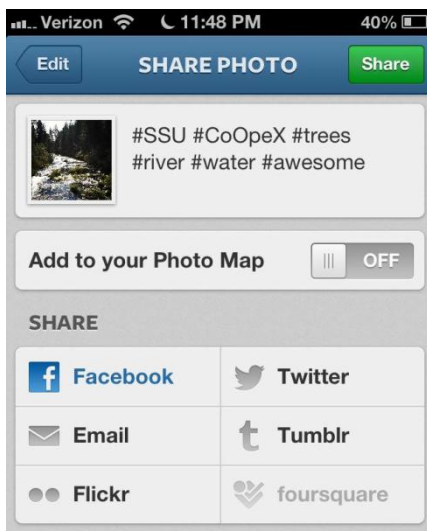 Verizon 11:48 PM 40%
Edit SHARE PHOTO Share
#SSU #CoOpeX #trees
#river #water #awesome
Add to your Photo Map OFF
SHARE
f Facebook Twitter
Email t Tumblr
Flickr foursquare